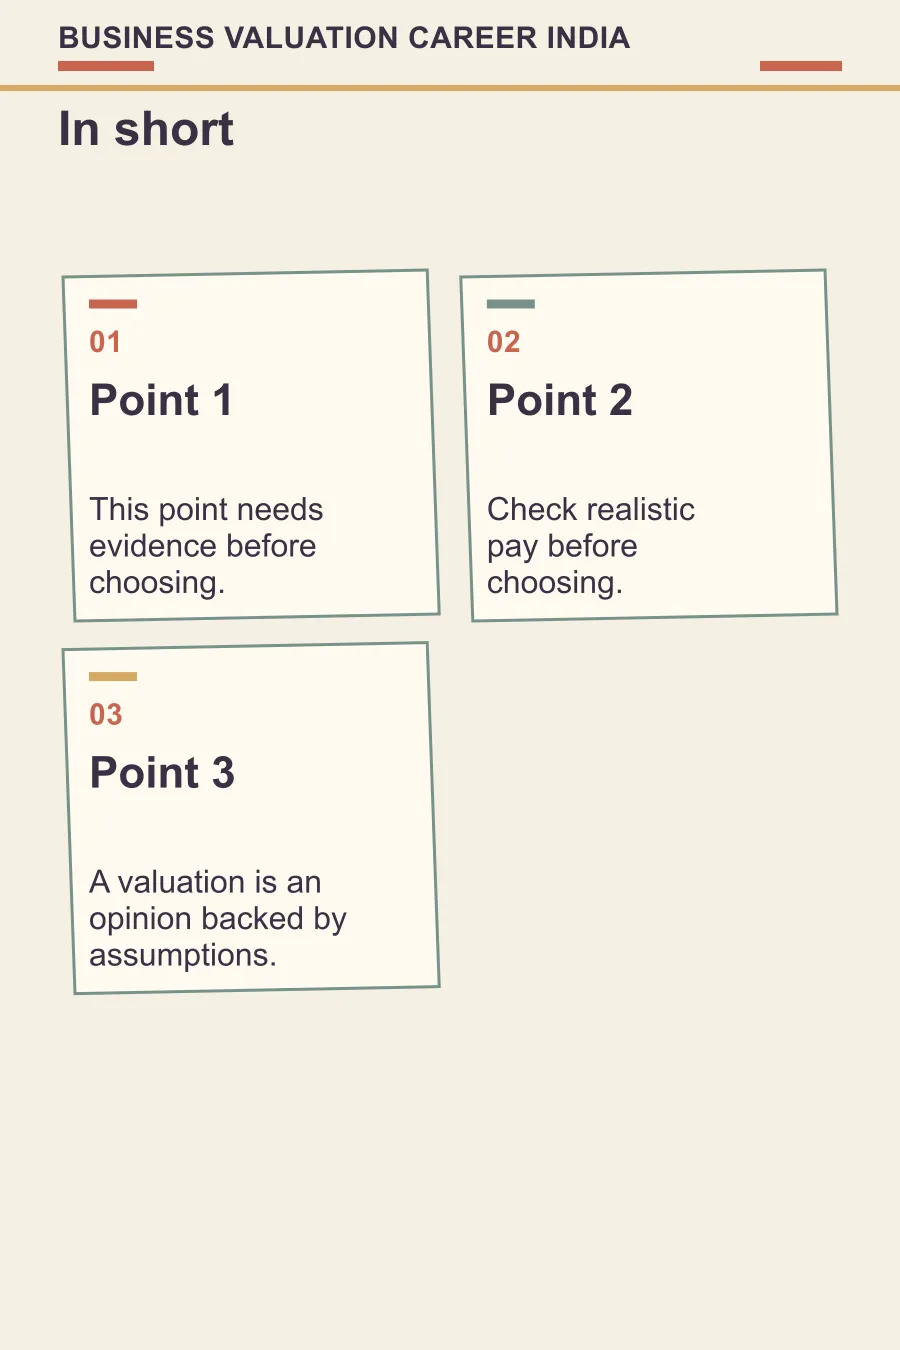 BUSINESS VALUATION CAREER INDIA
In short
01
Point 1
This point needs
evidence before
choosing.
02
Point 2
Check realistic
pay before
choosing.
03
Point 3
A valuation is an
opinion backed by
assumptions.